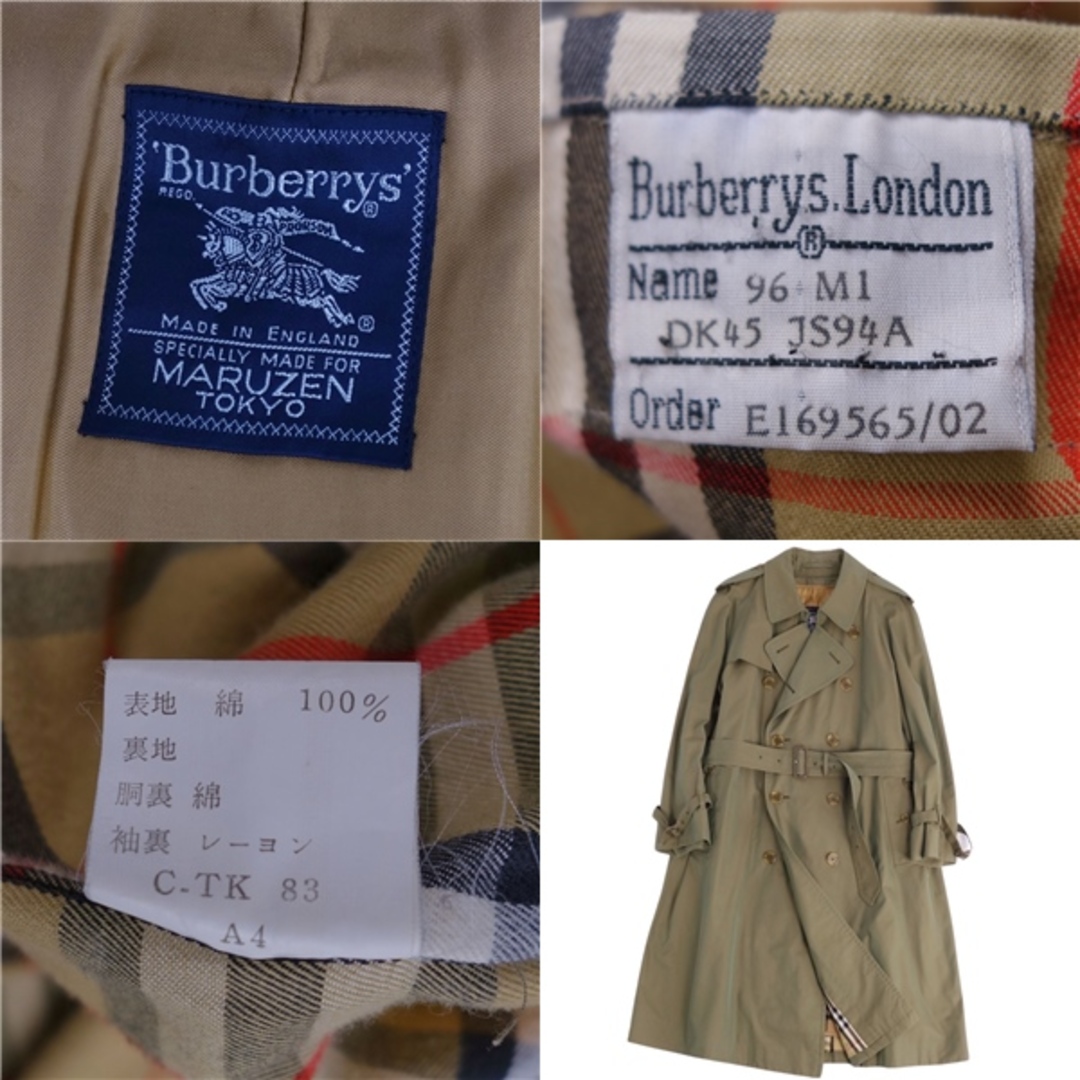 'Burberrys'®
REGD.
PRORSUM
®
MADE IN ENGLAND
SPECIALLY MADE FOR
MARUZEN
TOKYO
Burberrys.London
®
Name 96 M1
DK45 JS94A
Order E169565/02
表地 綿 100%
裏地
胴裏 綿
袖裏 レーヨン
C-TK 83
A4